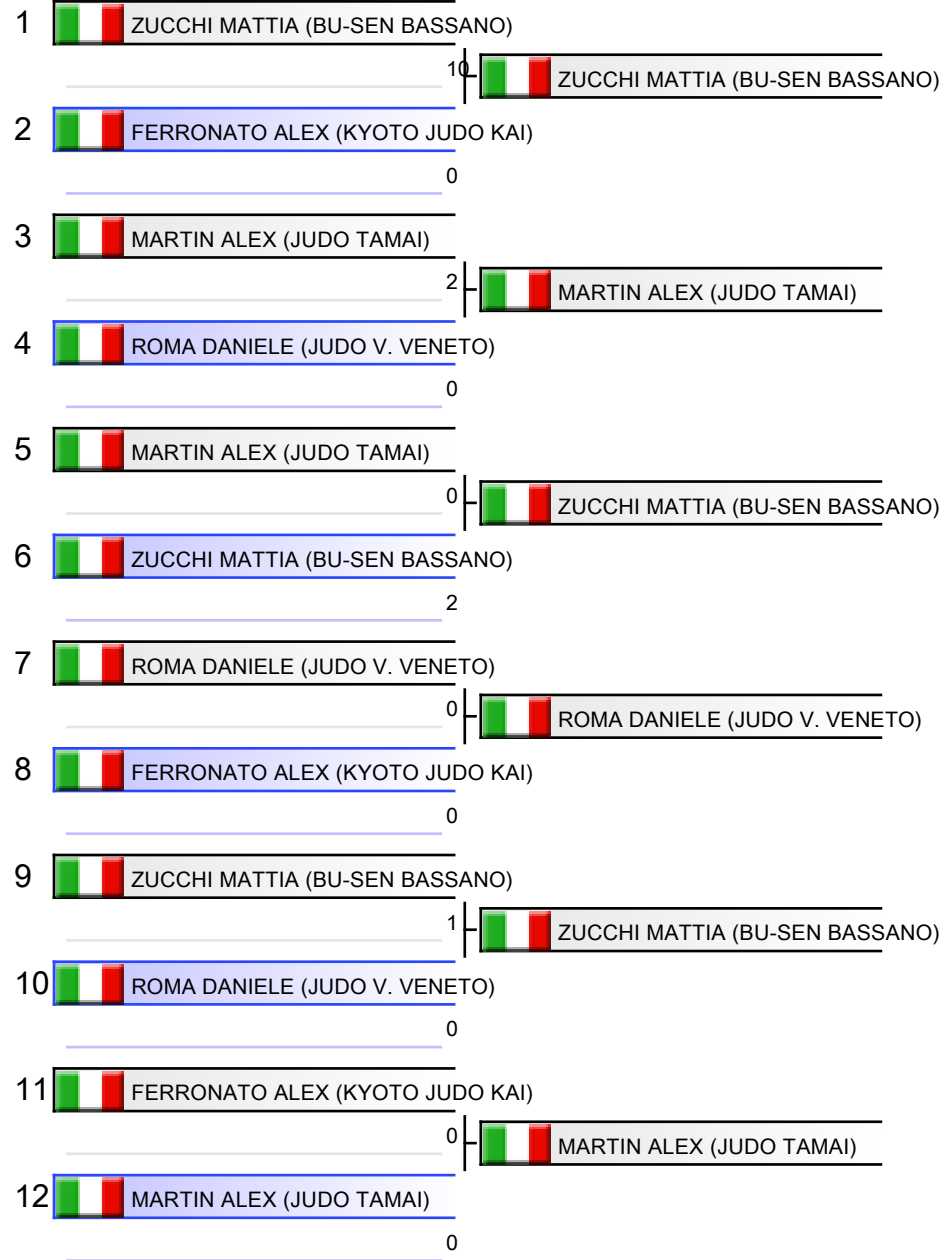 1 ZUCCHI MATTIA (BU-SEN BASSANO)
10 ZUCCHI MATTIA (BU-SEN BASSANO)
2 FERRONATO ALEX (KYOTO JUDO KAI)
0
3 MARTIN ALEX (JUDO TAMAI)
2 MARTIN ALEX (JUDO TAMAI)
4 ROMA DANIELE (JUDO V. VENETO)
0
5 MARTIN ALEX (JUDO TAMAI)
0 ZUCCHI MATTIA (BU-SEN BASSANO)
6 ZUCCHI MATTIA (BU-SEN BASSANO)
2
7 ROMA DANIELE (JUDO V. VENETO)
0 ROMA DANIELE (JUDO V. VENETO)
8 FERRONATO ALEX (KYOTO JUDO KAI)
0
9 ZUCCHI MATTIA (BU-SEN BASSANO)
1 ZUCCHI MATTIA (BU-SEN BASSANO)
10 ROMA DANIELE (JUDO V. VENETO)
0
11 FERRONATO ALEX (KYOTO JUDO KAI)
0 MARTIN ALEX (JUDO TAMAI)
12 MARTIN ALEX (JUDO TAMAI)
0